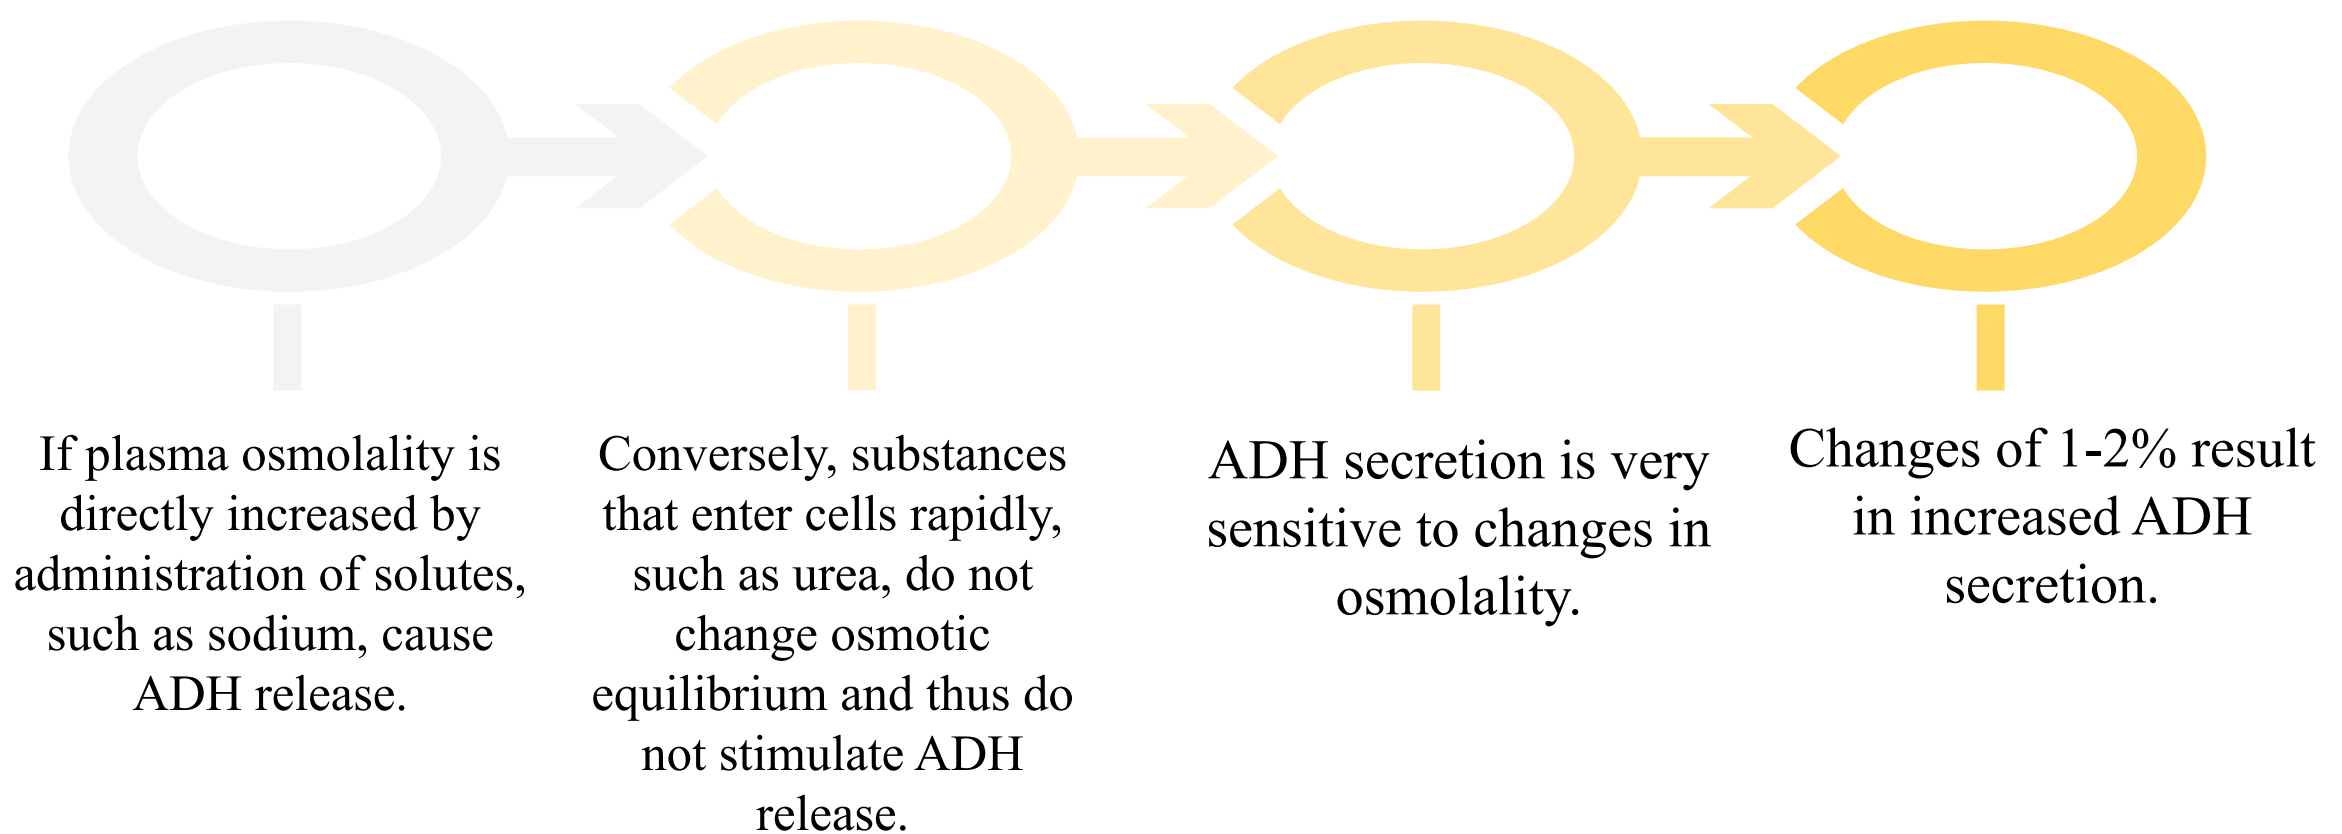 If plasma osmolality is
directly increased by
administration of solutes,
such as sodium, cause
ADH release.
Conversely, substances
that enter cells rapidly,
such as urea, do not
change osmotic
equilibrium and thus do
not stimulate ADH
release.
ADH secretion is very
sensitive to changes in
osmolality.
Changes of 1-2% result
in increased ADH
secretion.